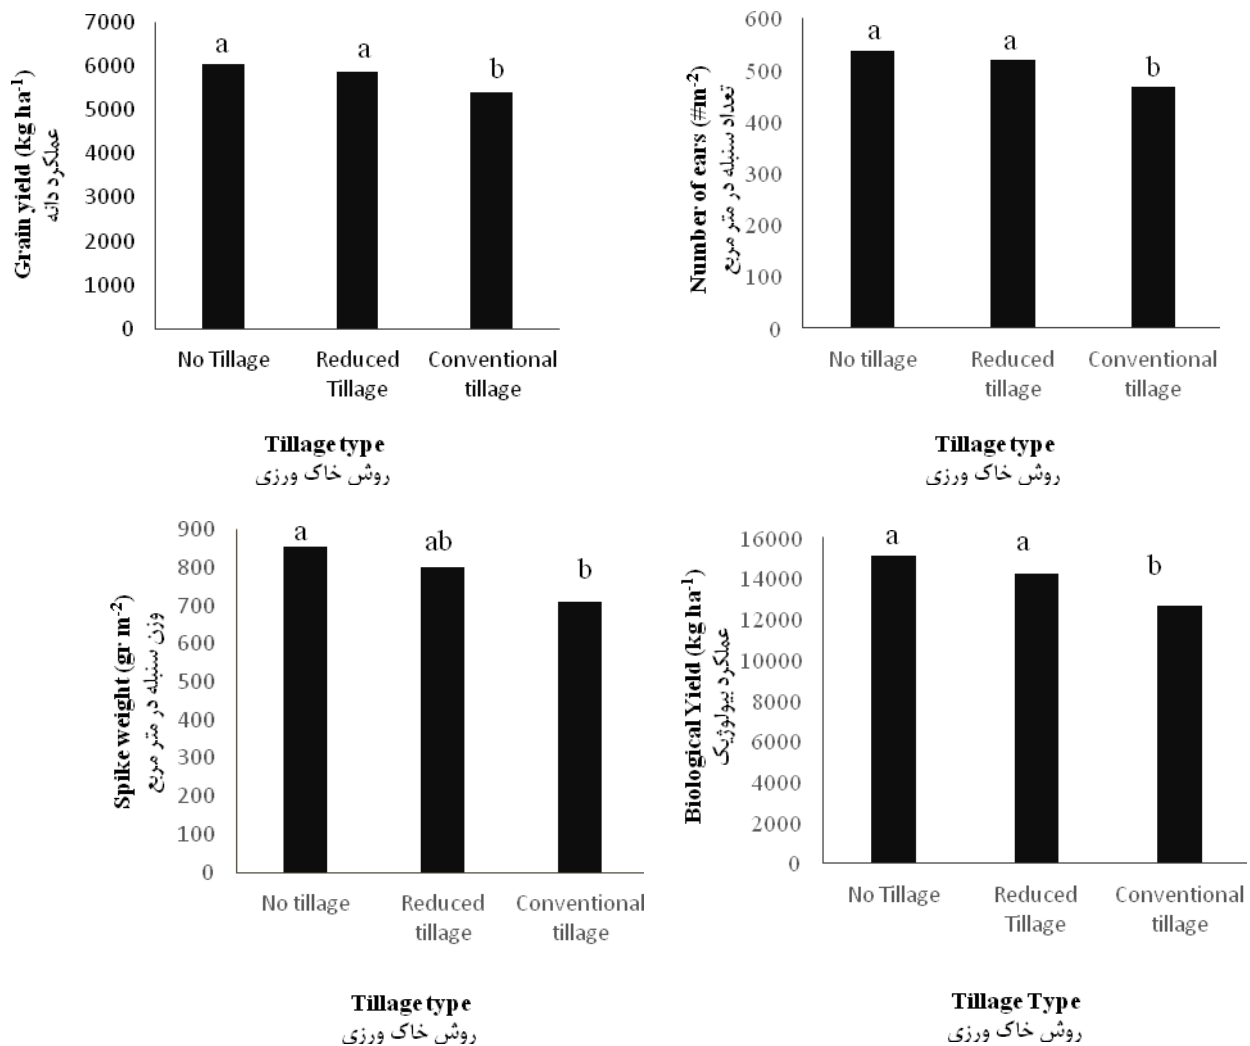 Grain yield (kg ha-1)
عملکرد دانه
7000
6000
5000
4000
3000
2000
1000
0
a
a
b
No Tillage
Reduced
Tillage
Conventional
tillage
Tillage type
روش خاک ورزی
Number of ears (#m-2)
تعداد سنبله در متر مربع
600
500
400
300
200
100
0
a
a
b
No tillage
Reduced
tillage
Conventional
tillage
Tillage type
روش خاک ورزی
Spike weight (gr m-2)
وزن سنبله در متر مربع
900
800
700
600
500
400
300
200
100
0
a
ab
b
No tillage
Reduced
tillage
Conventional
tillage
Tillage type
روش خاک ورزی
Biological Yield (kg ha-1)
عملکرد بیولوژیک
16000
14000
12000
10000
8000
6000
4000
2000
0
a
a
b
No Tillage
Reduced
Tillage
Conventional
tillage
Tillage Type
روش خاک ورزی